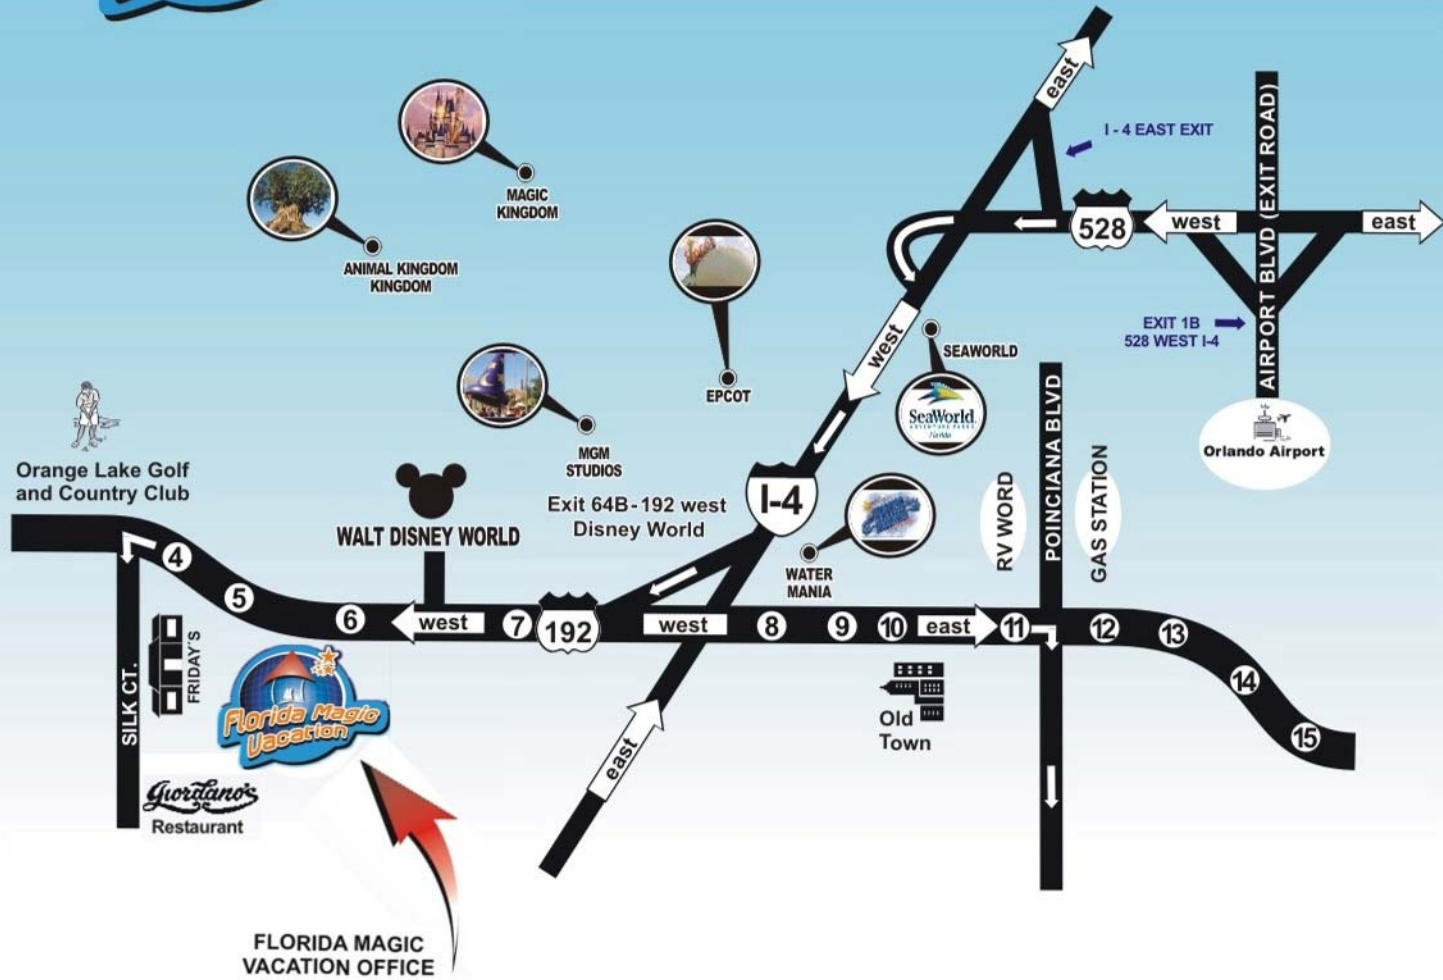 east
I - 4 EAST EXIT
AIRPORT BLVD (EXIT ROAD)
MAGIC
KINGDOM
528
west
east
ANIMAL KINGDOM
KINGDOM
EXIT 1B
528 WEST I-4
west
SEAWORLD
EPCOT
SeaWorld
ADVENTURE PARKS
Florida
POINCIANA BLVD
Orlando Airport
MGM
STUDIOS
Orange Lake Golf
and Country Club
Exit 64B-192 west
Disney World
I-4
RV WORD
GAS STATION
WALT DISNEY WORLD
WATER
MANIA
4
5
6
west
7
192
west
8
9
10
east
11
12
13
14
15
SILK CT.
FRIDAY'S
Florida Magic
Vacation
Old
Town
east
Giordano's
Restaurant
FLORIDA MAGIC
VACATION OFFICE